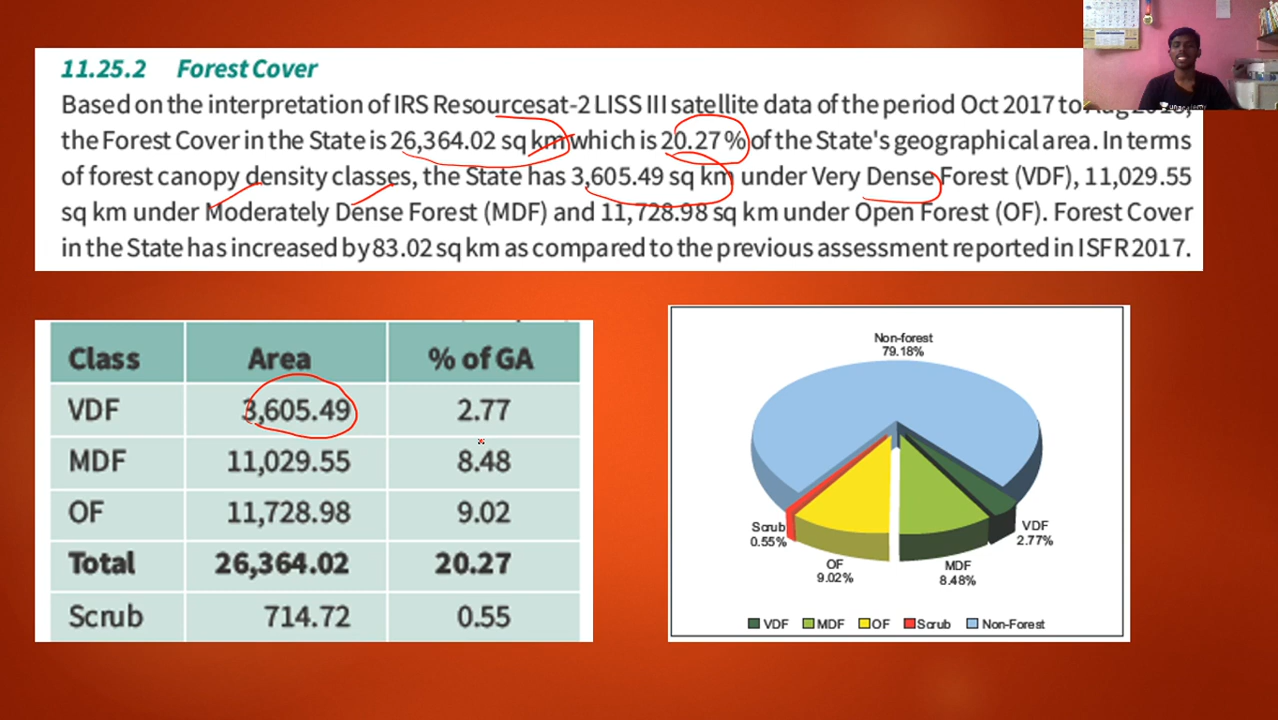 11.25.2 Forest Cover
Based on the interpretation of IRS Resourcesat-2 LISS III satellite data of the period Oct 2017 to Aug 2018,
the Forest Cover in the State is 26,364.02 sq km which is 20.27 % of the State's geographical area. In terms
of forest canopy density classes, the State has 3,605.49 sq km under Very Dense Forest (VDF), 11,029.55
sq km under Moderately Dense Forest (MDF) and 11,728.98 sq km under Open Forest (OF). Forest Cover
in the State has increased by 83.02 sq km as compared to the previous assessment reported in ISFR 2017.
Class Area % of GA
VDF 3,605.49 2.77
MDF 11,029.55 8.48
OF 11,728.98 9.02
Total 26,364.02 20.27
Scrub 714.72 0.55
Non-forest
79.18%
Scrub
0.55%
OF
9.02%
MDF
8.48%
VDF
2.77%
VDF MDF OF Scrub Non-Forest